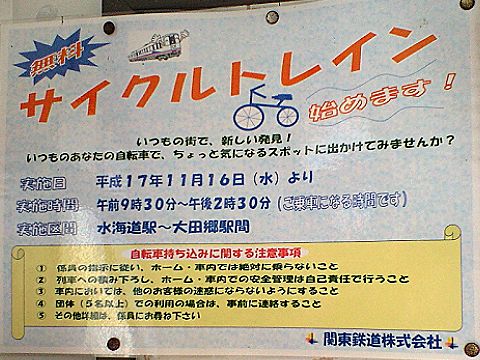 無料
サイクルトレイン
始めます！
いつもの街で、新しい発見！
いつものあなたの自転車で、ちょっと気になるスポットに出かけてみませんか？
実施日 平成17年11月16日（水）より
実施時間 午前9時30分～午後2時30分（ご乗車になる時間です）
実施区間 水海道駅～大田郷駅間
自転車持ち込みに関する注意事項
① 係員の指示に従い、ホーム・車内では絶対に乗らないこと
② 列車への積み下ろし、ホーム・車内での安全管理は自己責任で行うこと
③ 車内においては、他のお客様の迷惑にならないようにすること
④ 団体（5名以上）での利用の場合は、事前に連絡すること
⑤ その他詳細は、係員にお尋ね下さい
関東鉄道株式会社